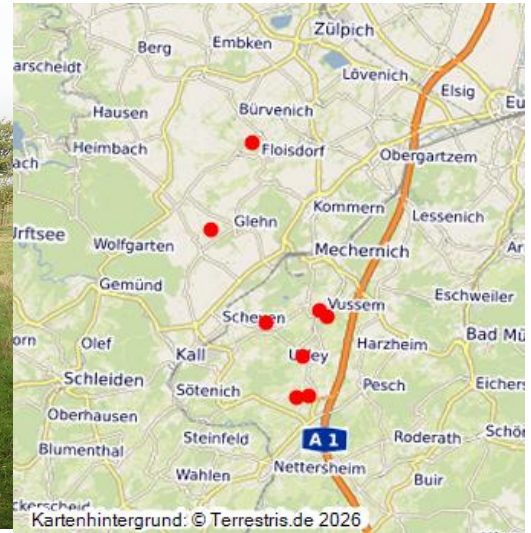 Zülpich
Berg
Embken
arscheidt
Lövenich
Elsig
Hausen
Bürvenich
Eu
Heimbach
Floisdorf
Obergartzem
ach
Kommern
Lessenich
Glehn
Urftsee
Wolfgarten
Mechernich
Ar
Gemünd
Eschweiler
Vussem
Scheven
orn
Olef
Kall
Urfey
Harzheim
Bad Mü
Schleiden
Sötenich
Pesch
Eichers
Oberhausen
A 1
Steinfeld
Roderath
Schön
Blumenthal
Nettersheim
Wahlen
Buir
ckerscheid
Kartenhintergrund: © Terrestris.de 2026